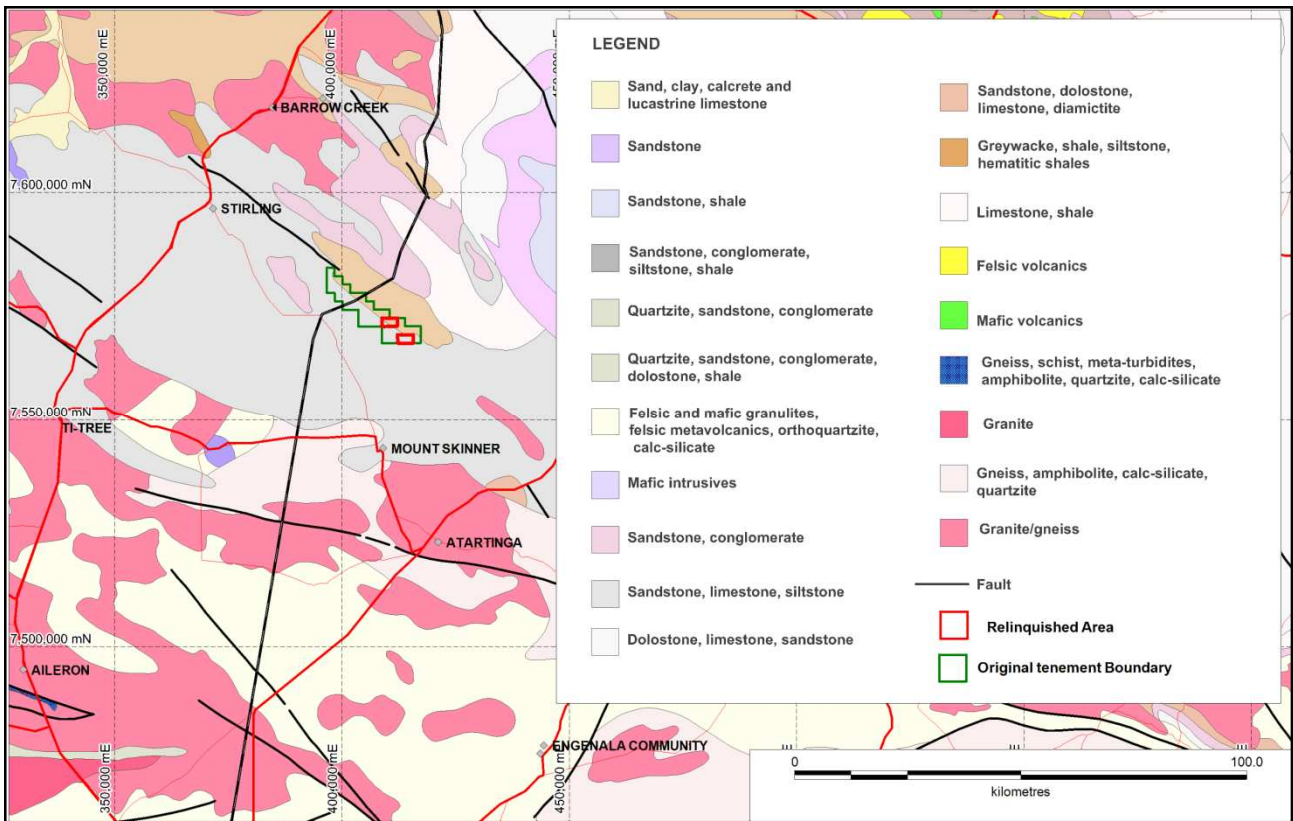 350,000 mE
400,000 mE
BARROW CREEK
7,600,000 mN
STIRLING
7,550,000 mN
TI-TREE
MOUNT SKINNER
ATARTINGA
7,500,000 mN
AILERON
ENGENALA COMMUNITY
350,000 mE
400,000 mE
450,000 mE
LEGEND
Sand, clay, calcrete and
lucastrine limestone
Sandstone
Sandstone, shale
Sandstone, conglomerate,
siltstone, shale
Quartzite, sandstone, conglomerate
Quartzite, sandstone, conglomerate,
dolostone, shale
Felsic and mafic granulites,
felsic metavolcanics, orthoquartzite,
calc-silicate
Mafic intrusives
Sandstone, conglomerate
Sandstone, limestone, siltstone
Dolostone, limestone, sandstone
Sandstone, dolostone,
limestone, diamictite
Greywacke, shale, siltstone,
hematitic shales
Limestone, shale
Felsic volcanics
Mafic volcanics
Gneiss, schist, meta-turbidites,
amphibolite, quartzite, calc-silicate
Granite
Gneiss, amphibolite, calc-silicate,
quartzite
Granite/gneiss
Fault
Relinquished Area
Original tenement Boundary
0 100.0
kilometres